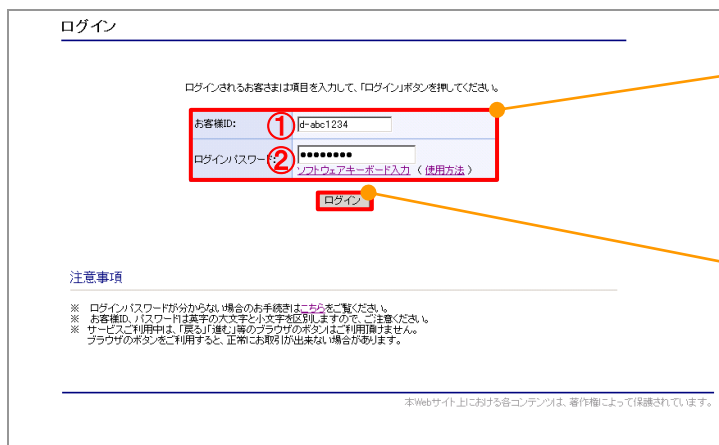 ログイン
ログインされるお客さまは項目を入力して、「ログイン」ボタンを押してください。
お客様ID: ① d-abc1234
ログインパスワード: ② ●●●●●●●●
ソフトウェアキーボード入力 ( 使用方法 )
ログイン
注意事項
※ ログインパスワードが分からない場合のお手続きはこちらをご覧ください。
※ お客様ID、パスワードは英字の大文字と小文字を区別しますので、ご注意ください。
※ サービスご利用中は、「戻る」「進む」等のブラウザのボタンはご利用頂けません。
ブラウザのボタンをご利用すると、正常にお取引が出来ない場合があります。
本Webサイト上における各コンテンツは、著作権によって保護されています。